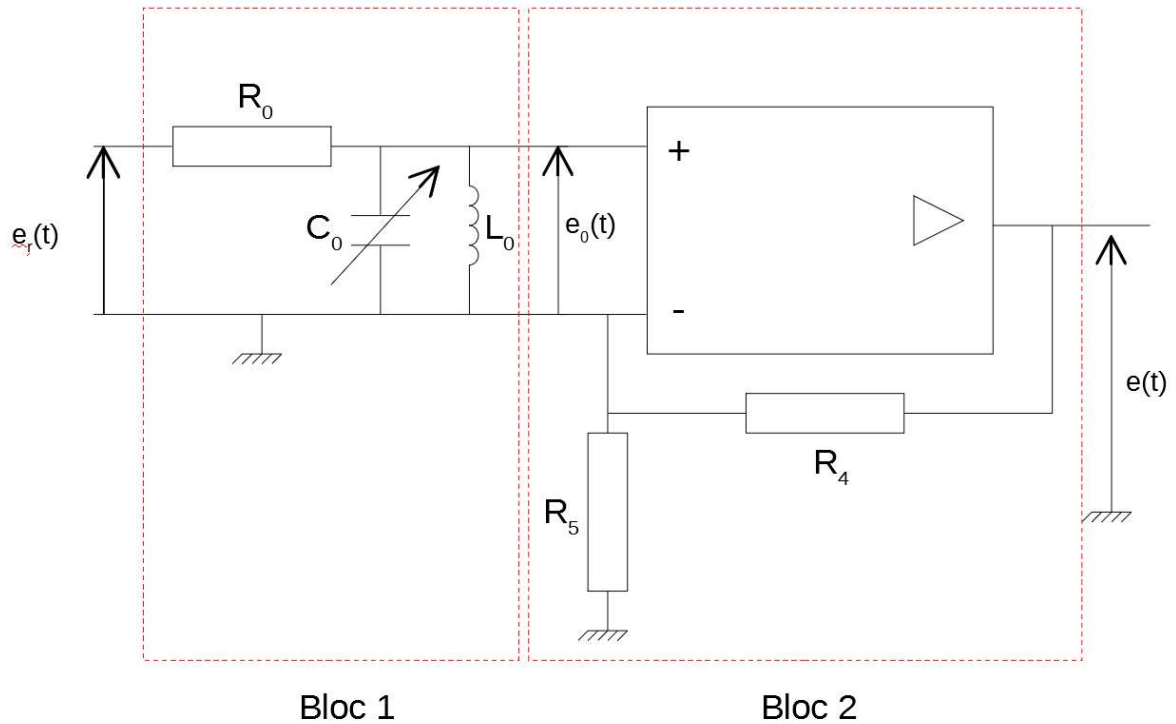 R0
+
er(t)
C0
L0
e0(t)
-
e(t)
R4
R5
Bloc 1
Bloc 2